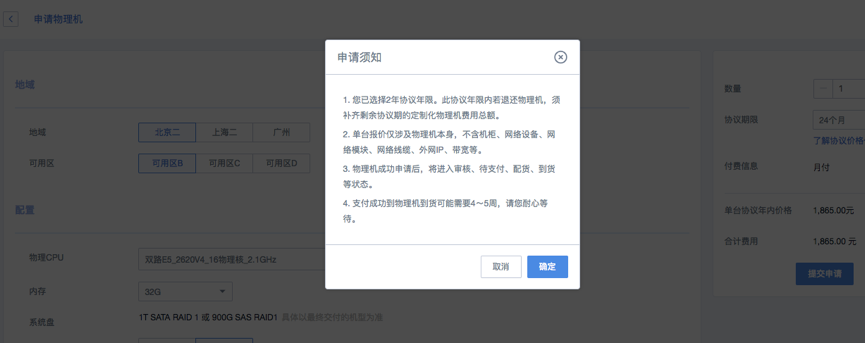 申请物理机
申请须知
1. 您已选择2年协议年限。此协议年限内若退还物理机，须
补齐剩余协议期的定制化物理机费用总额。
2. 单台报价仅涉及物理机本身，不含机柜、网络设备、网
络模块、网络线缆、外网IP、带宽等。
3. 物理机成功申请后，将进入审核、待支付、配货、到货
等状态。
4. 支付成功到物理机到货可能需要4～5周，请您耐心等
待。
取消 确定
地域
地域 北京二 上海二 广州
可用区 可用区B 可用区C 可用区D
配置
物理CPU 双路E5_2620V4_16物理核_2.1GHz
内存 32G
系统盘 1T SATA RAID 1 或 900G SAS RAID1 具体以最终交付的机型为准
数量 1
协议期限 24个月
了解协议价格
付费信息 月付
单台协议年内价格 1,865.00元
合计费用 1,865.00 元
提交申请